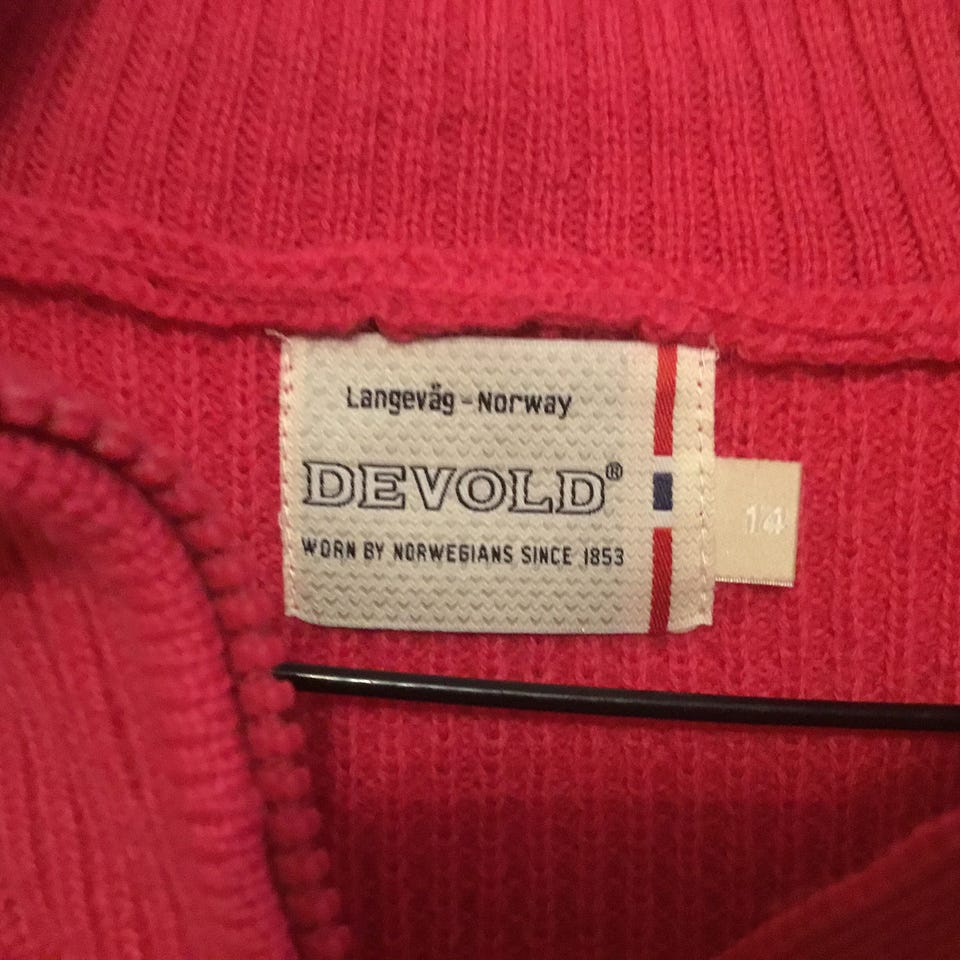 Langevåg - Norway
DEVOLD®
WORN BY NORWEGIANS SINCE 1853
14